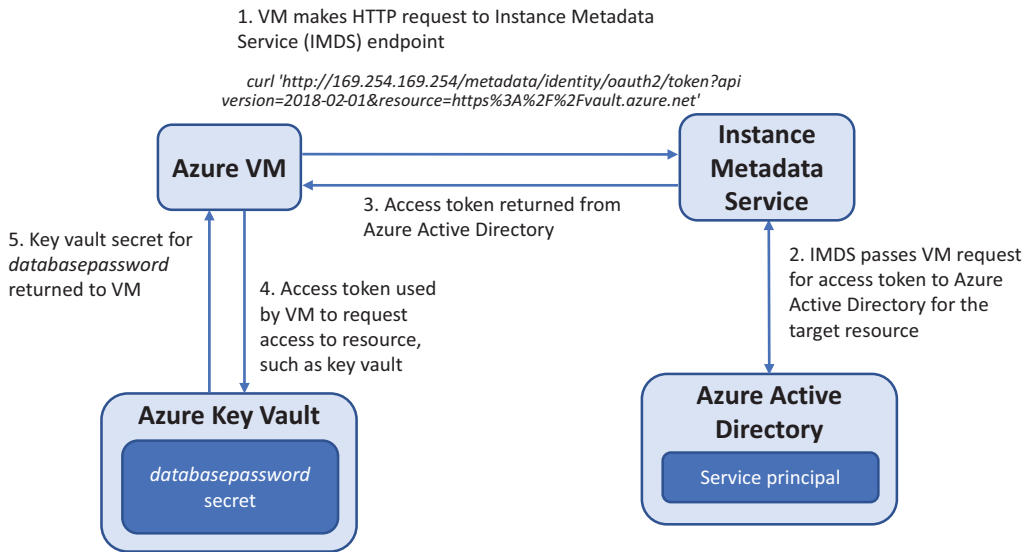 1. VM makes HTTP request to Instance Metadata
Service (IMDS) endpoint
curl 'http://169.254.169.254/metadata/identity/oauth2/token?api
version=2018-02-01&resource=https%3A%2F%2Fvault.azure.net'
Azure VM
Instance
Metadata
Service
3. Access token returned from
Azure Active Directory
5. Key vault secret for
databasepassword
returned to VM
4. Access token used
by VM to request
access to resource,
such as key vault
2. IMDS passes VM request
for access token to Azure
Active Directory for the
target resource
Azure Key Vault
databasepassword
secret
Azure Active
Directory
Service principal